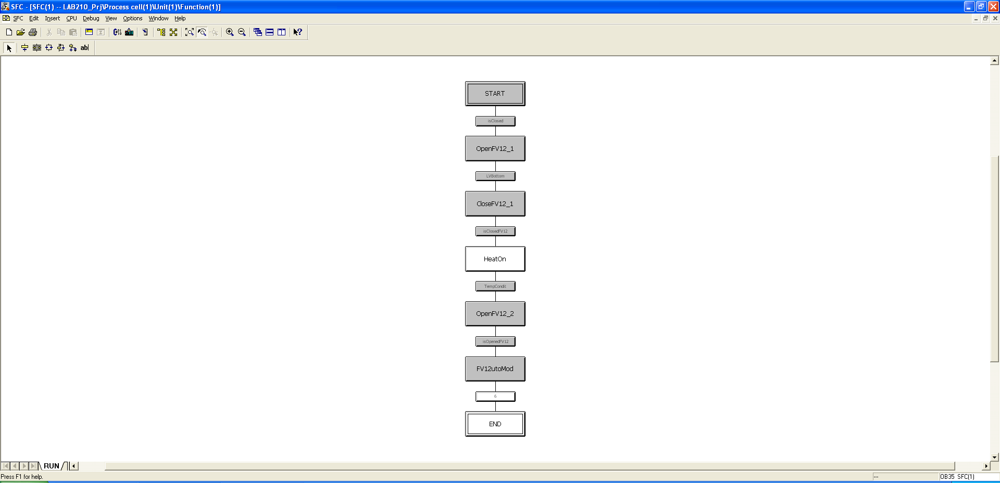 SFC - [SFC(1) -- LAB210_Prj\Process cell(1)\Unit(1)\Function(1)]
SFC Edit Insert CPU Debug View Options Window Help
abl
START
isClosed
OpenFV12_1
LVBottom
CloseFV12_1
isClosedFV12
HeatOn
TempCondit
OpenFV12_2
isOpenedFV12
FV12utoMod
6
END
RUN
Press F1 for help.
---
OB35 SFC(1)